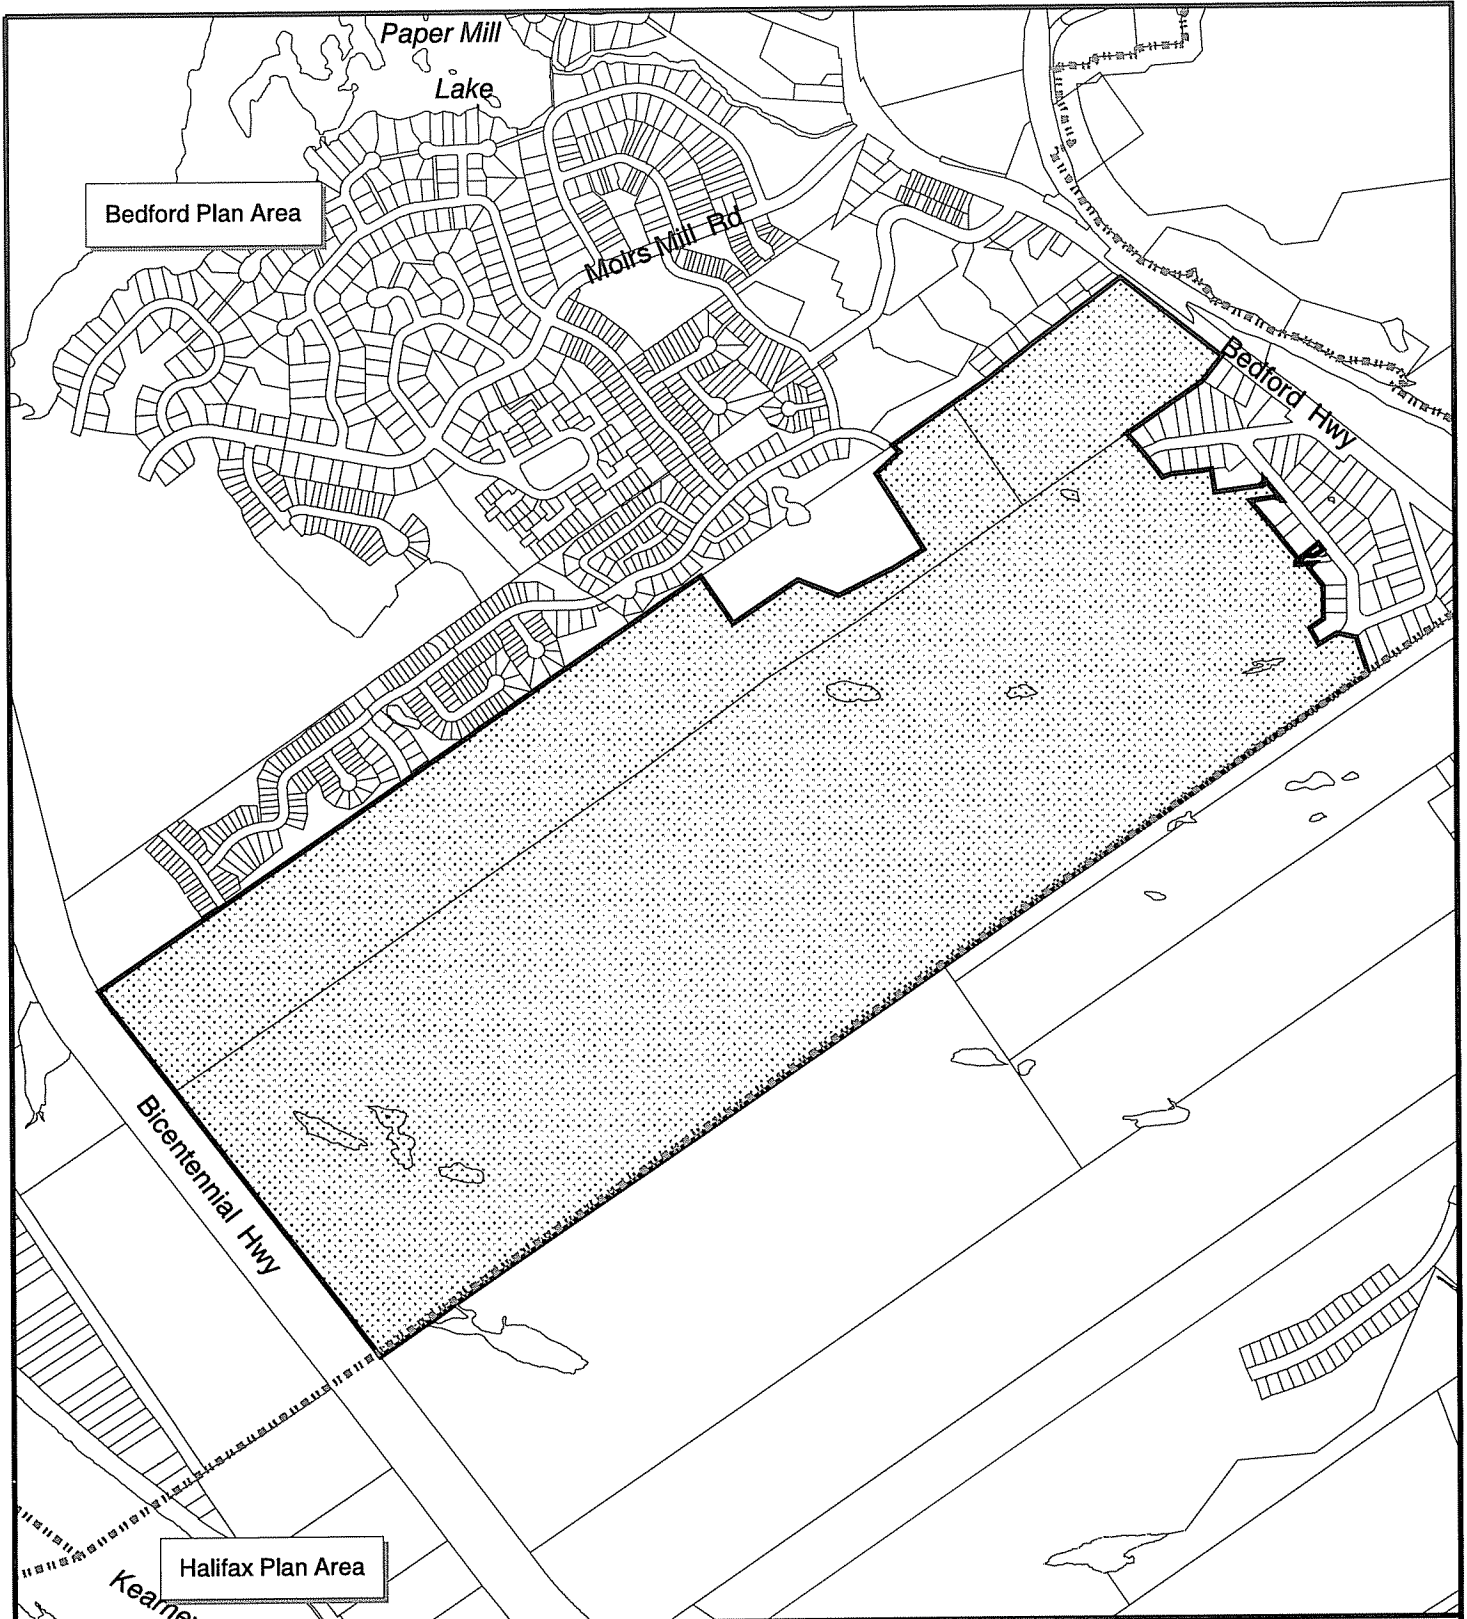 Paper Mill
Lake
Bedford Plan Area
Moirs Mill Rd
Bedford Hwy
Bicentennial Hwy
Halifax Plan Area